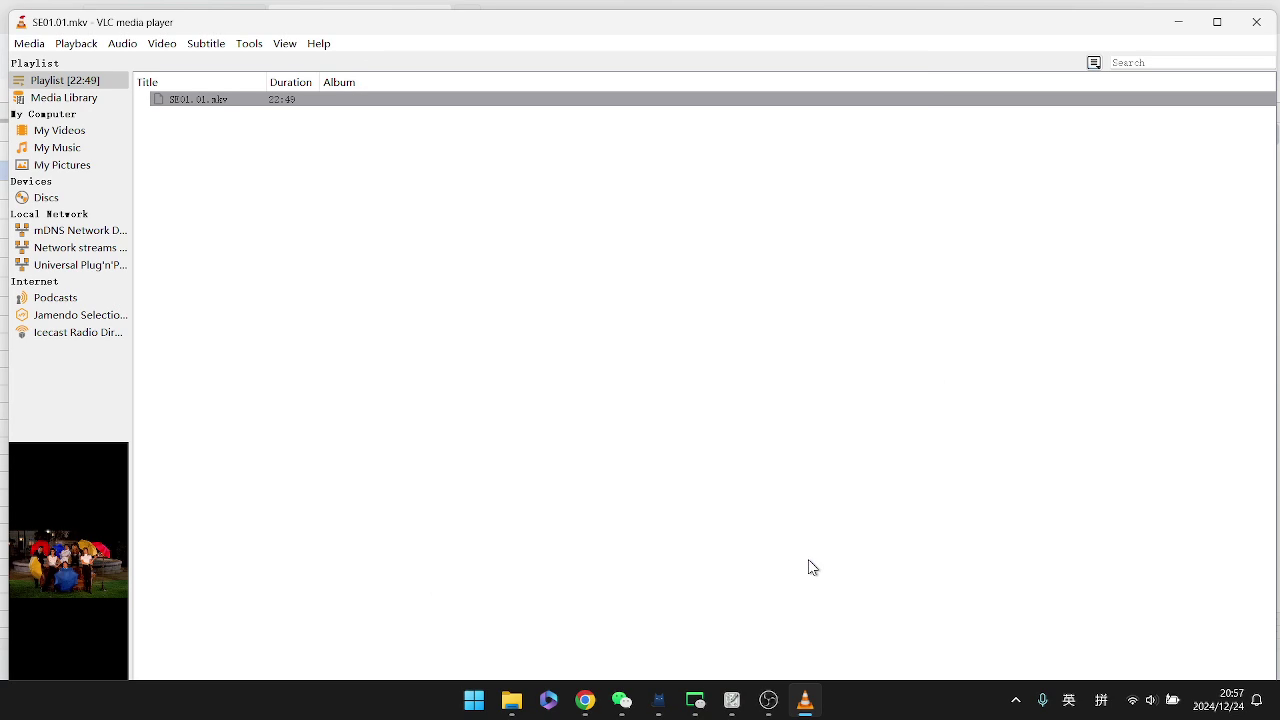 SE01.01.mkv - VLC media player
Media Playback Audio Video Subtitle Tools View Help
Playlist
Search
Playlist [22:49]
Title Duration Album
SE01.01.mkv 22:49
Media Library
My Computer
My Videos
My Music
My Pictures
Devices
Discs
Local Network
mDNS Network D...
Network streams ...
Universal Plug'n'P...
Internet
Podcasts
Jamendo Selectio...
Icecast Radio Dir...
英 拼 20:57
2024/12/24